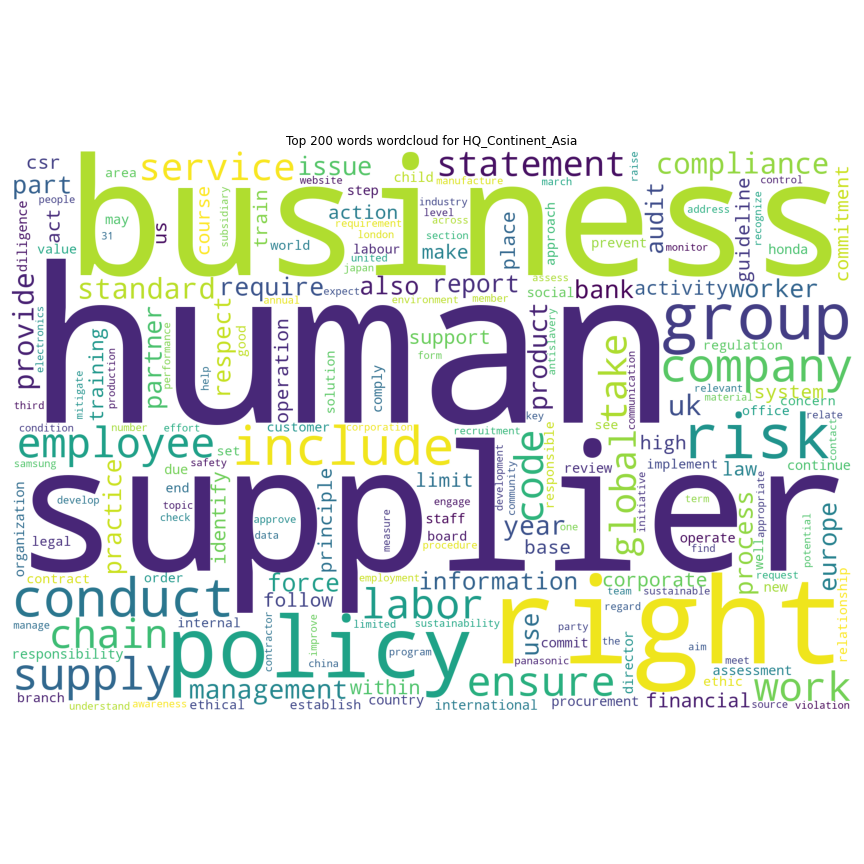 Top 200 words wordcloud for HQ_Continent_Asia
csr
area
service
issue
website
step
child
manufacture
statement
march
raise
compliance
control
part
people
act
may
31
business
us
course
subsidiary
train
action
world
industry
level
requirement
across
london
labour
section
place
approach
prevent
address
audit
monitor
guideline
recognize
honda
commitment
diligence
value
japan
united
make
human
provide
electronics
standard
require
expect
also
report
assess
social
bank
activity
worker
annual
environment
member
group
partner
performance
respect
good
operation
support
product
antislavery
communication
regulation
company
mitigate
training
production
help
solution
comply
form
take
relevant
system
material
concern
third
condition
number
effort
customer
corporation
recruitment
key
see
global
uk
office
relate
contact
employee
set
include
code
responsible
high
risk
samsung
safety
due
limit
development
community
review
implement
law
continue
supplier
organization
develop
practice
end
topic
check
identify
principle
approve
data
measure
engage
staff
board
procedure
year
one
base
initiative
term
operate
find
process
well
appropriate
potential
europe
legal
contract
order
force
employment
information
corporate
team
sustainable
request
new
relationship
conduct
follow
labor
right
regard
manage
chain
internal
contractor
improve
limited
program
sustainability
use
party
the
commit
aim
responsibility
policy
china
panasonic
director
meet
assessment
supply
management
within
ensure
ethic
work
branch
understand
awareness
ethical
establish
country
international
procurement
financial
source
violation